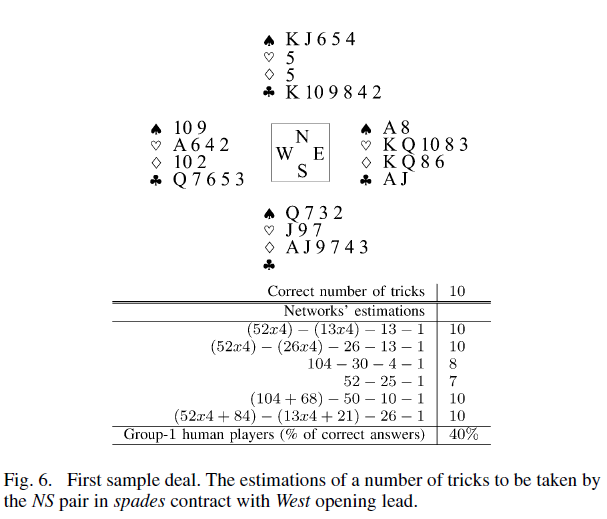 ♠ K J 6 5 4
♡ 5
♢ 5
♣ K 10 9 8 4 2
♠ 10 9
♡ A 6 4 2
♢ 10 2
♣ Q 7 6 5 3
N
W E
S
♠ A 8
♡ K Q 10 8 3
♢ K Q 8 6
♣ A J
♠ Q 7 3 2
♡ J 9 7
♢ A J 9 7 4 3
♣
Correct number of tricks 10
Networks' estimations
(52x4) − (13x4) − 13 − 1 10
(52x4) − (26x4) − 26 − 13 − 1 10
104 − 30 − 4 − 1 8
52 − 25 − 1 7
(104 + 68) − 50 − 10 − 1 10
(52x4 + 84) − (13x4 + 21) − 26 − 1 10
Group-1 human players (% of correct answers) 40%
Fig. 6. First sample deal. The estimations of a number of tricks to be taken by
the NS pair in spades contract with West opening lead.